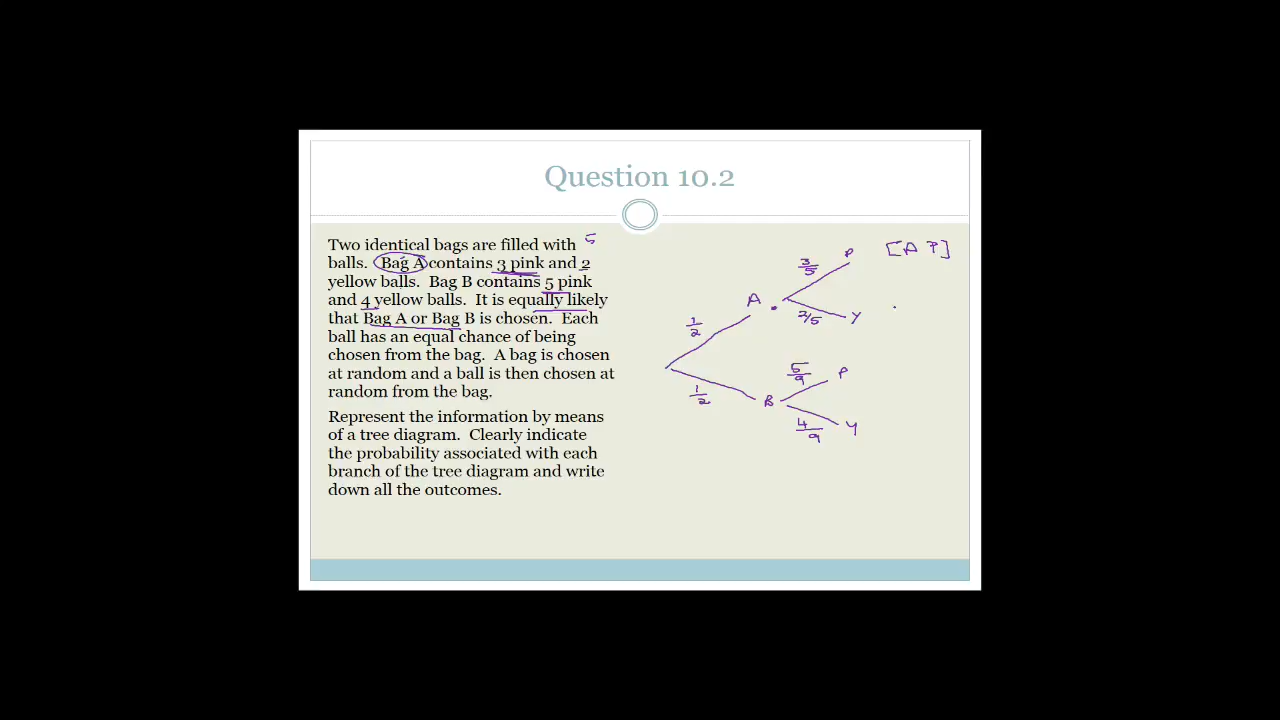 Question 10.2
Two identical bags are filled with 5
balls. Bag A contains 3 pink and 2
yellow balls. Bag B contains 5 pink
and 4 yellow balls. It is equally likely
that Bag A or Bag B is chosen. Each
ball has an equal chance of being
chosen from the bag. A bag is chosen
at random and a ball is then chosen at
random from the bag.
Represent the information by means
of a tree diagram. Clearly indicate
the probability associated with each
branch of the tree diagram and write
down all the outcomes.
P [A P]
3/5
A
2/5 Y
1/2
5/9 P
1/2
B
4/9 Y